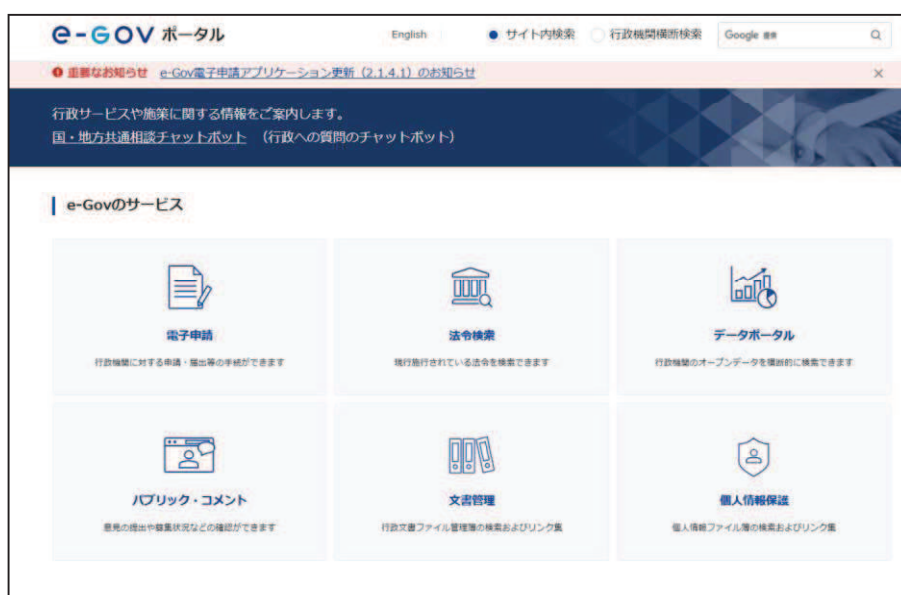 e-GOV ポータル
English
サイト内検索
行政機関横断検索
Google 検索
重要なお知らせ e-Gov電子申請アプリケーション更新（2.1.4.1）のお知らせ
行政サービスや施策に関する情報をご案内します。
国・地方共通相談チャットボット （行政への質問のチャットボット）
e-Govのサービス
電子申請
行政機関に対する申請・届出等の手続ができます
法令検索
現行施行されている法令を検索できます
データポータル
行政機関のオープンデータを横断的に検索できます
パブリック・コメント
意見の提出や募集状況などの確認ができます
文書管理
行政文書ファイル管理簿の検索およびリンク集
個人情報保護
個人情報ファイル簿の検索およびリンク集